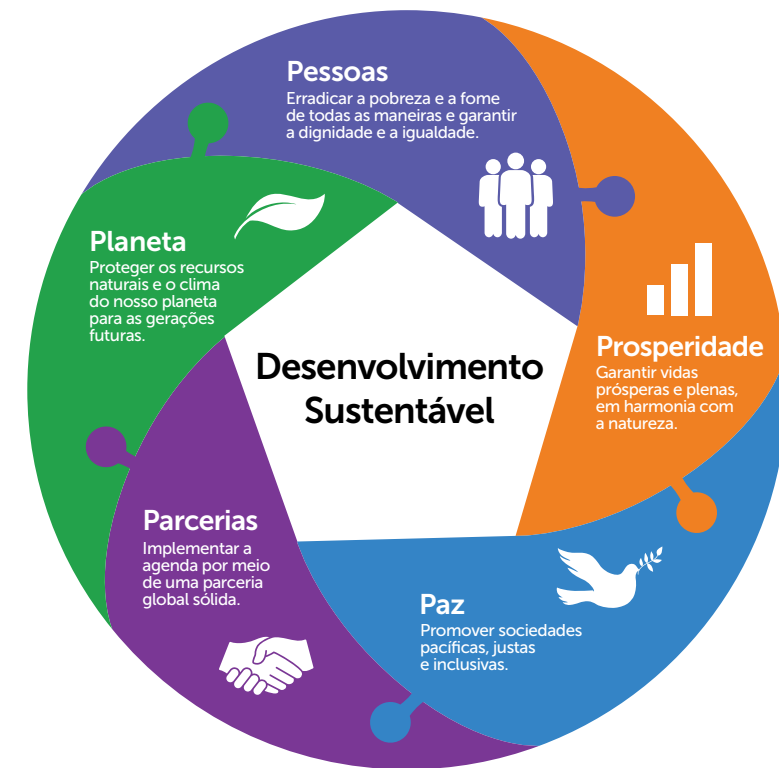 Pessoas
Erradicar a pobreza e a fome
de todas as maneiras e garantir
a dignidade e a igualdade.
Planeta
Proteger os recursos
naturais e o clima
do nosso planeta
para as gerações
futuras.
Desenvolvimento
Sustentável
Prosperidade
Garantir vidas
prósperas e plenas,
em harmonia com
a natureza.
Parcerias
Implementar a
agenda por meio
de uma parceria
global sólida.
Paz
Promover sociedades
pacíficas, justas
e inclusivas.